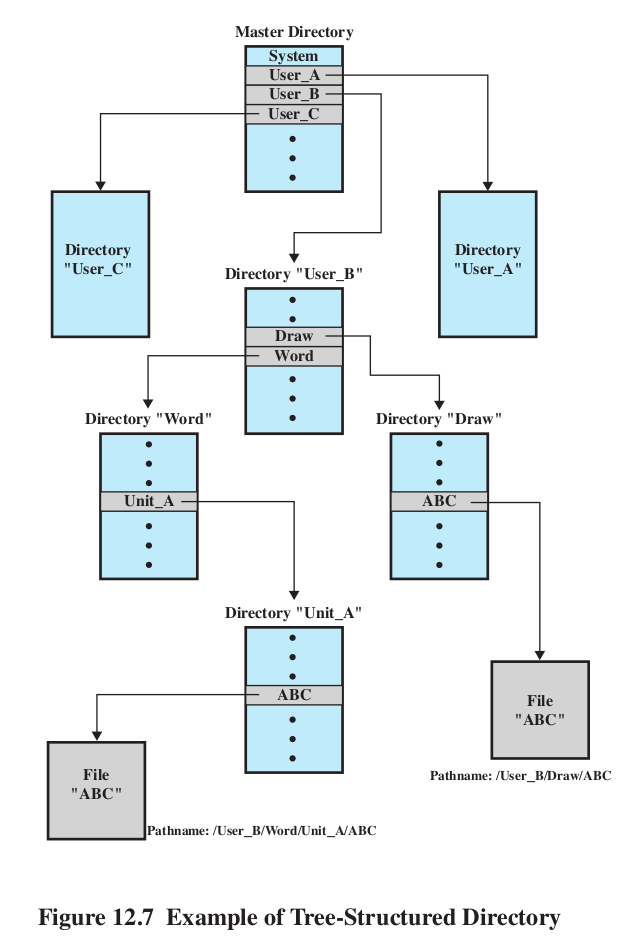 Master Directory
System
User_A
User_B
User_C
Directory
"User_C"
Directory
"User_A"
Directory "User_B"
Draw
Word
Directory "Word"
Directory "Draw"
Unit_A
ABC
Directory "Unit_A"
ABC
File
"ABC"
Pathname: /User_B/Draw/ABC
File
"ABC"
Pathname: /User_B/Word/Unit_A/ABC
Figure 12.7 Example of Tree-Structured Directory